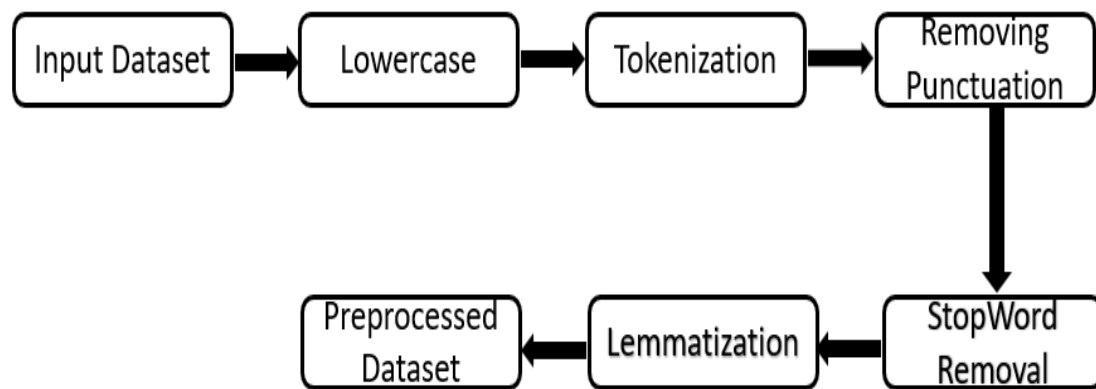 Input Dataset
Lowercase
Tokenization
Removing
Punctuation
StopWord
Removal
Lemmatization
Preprocessed
Dataset